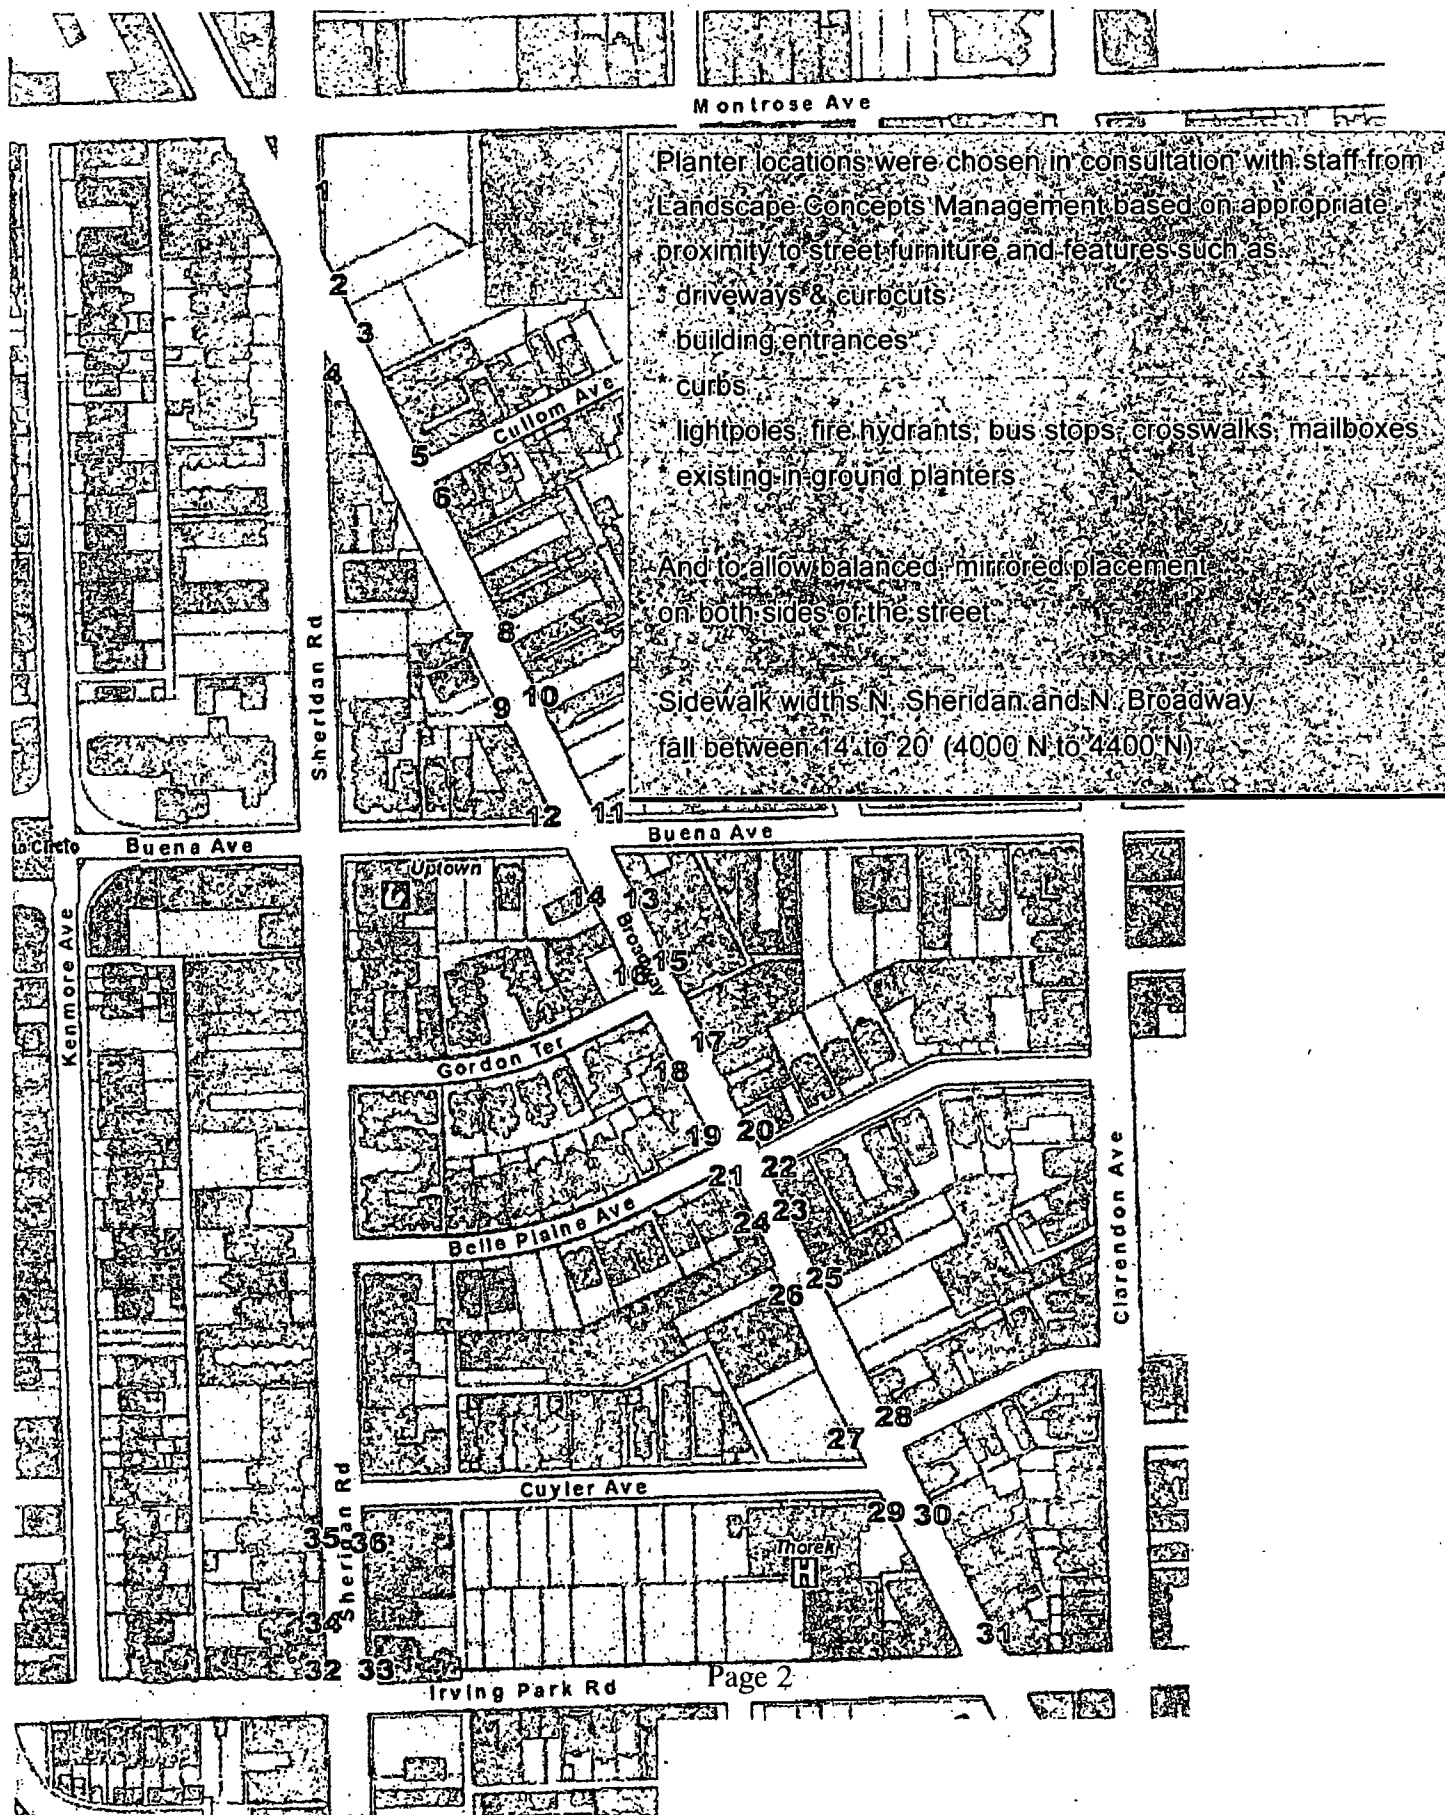 Montrose Ave
Planter locations were chosen in consultation with staff from
Landscape Concepts Management based on appropriate
proximity to street furniture and features such as
* driveways & curbcuts
* building entrances
* curbs
* lightpoles, fire hydrants, bus stops, crosswalks, mailboxes
* existing in-ground planters
And to allow balanced, mirrored placement
on both sides of the street
Sidewalk widths N. Sheridan and N. Broadway
fall between 14' to 20' (4000 N to 4400 N)
1
2
3
4
Cullom Ave
5
6
Sheridan Rd
7
8
9
10
11
12
Buena Ave
Buena Ave
Uptown
14
13
Broadway
15
16
Kenmore Ave
Gordon Ter
17
18
19
20
21
22
Belle Plaine Ave
23
24
25
26
Clarendon Ave
27
28
Cuyler Ave
29
30
Sheridan Rd
35
36
Thorek
H
34
31
32
33
Page 2
Irving Park Rd